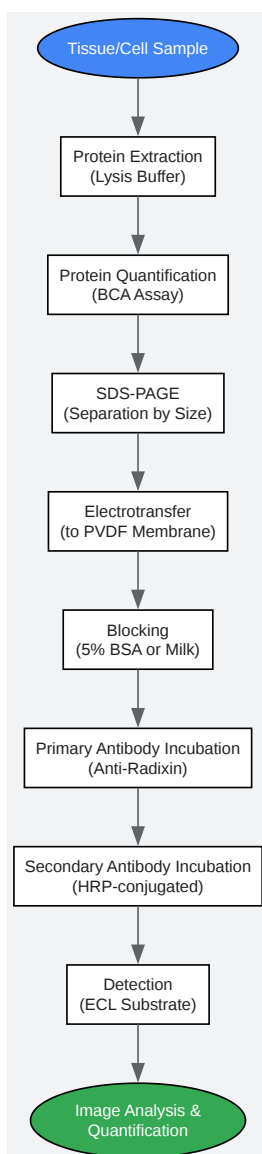 Tissue/Cell Sample
Protein Extraction
(Lysis Buffer)
Protein Quantification
(BCA Assay)
SDS-PAGE
(Separation by Size)
Electrotransfer
(to PVDF Membrane)
Blocking
(5% BSA or Milk)
Primary Antibody Incubation
(Anti-Radixin)
Secondary Antibody Incubation
(HRP-conjugated)
Detection
(ECL Substrate)
Image Analysis &
Quantification